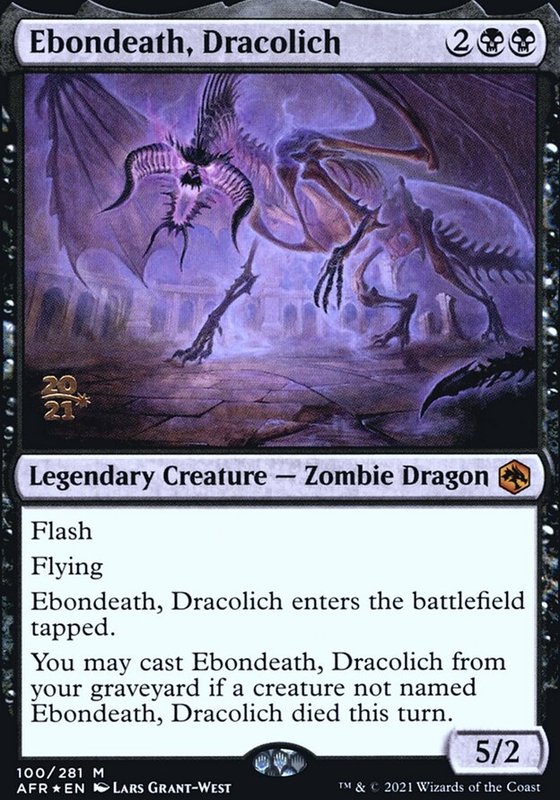 Ebondeath, Dracolich 2
20
21
Legendary Creature — Zombie Dragon
Flash
Flying
Ebondeath, Dracolich enters the battlefield
tapped.
You may cast Ebondeath, Dracolich from
your graveyard if a creature not named
Ebondeath, Dracolich died this turn.
5/2
100/281 M
AFR★EN Lars Grant-West ™ & © 2021 Wizards of the Coast